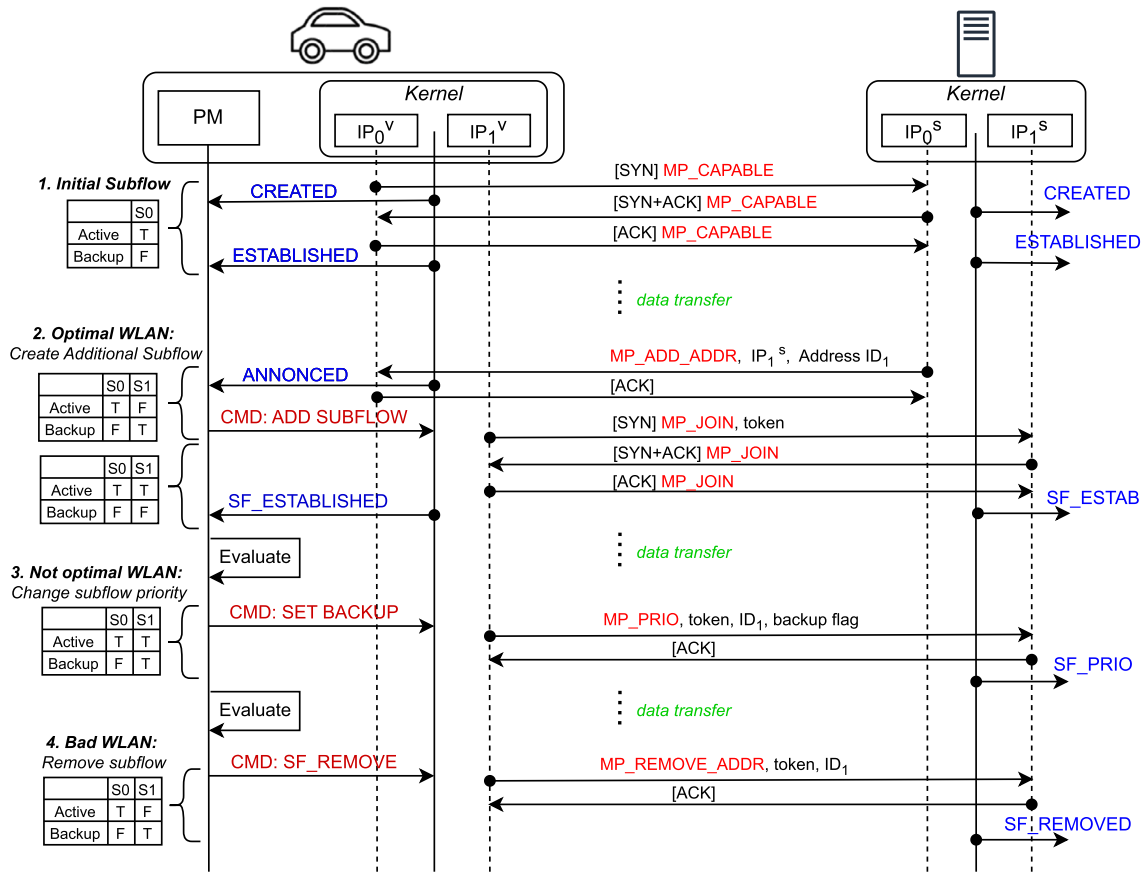 Kernel
Kernel
PM
IP0^v
IP1^v
IP0^s
IP1^s
1. Initial Subflow
[SYN] MP_CAPABLE
CREATED
CREATED
S0
[SYN+ACK] MP_CAPABLE
Active T
[ACK] MP_CAPABLE
ESTABLISHED
Backup F
ESTABLISHED
data transfer
2. Optimal WLAN:
Create Additional Subflow
MP_ADD_ADDR, IP1^s, Address ID1
ANNONCED
S0 S1
[ACK]
Active T F
CMD: ADD SUBFLOW
[SYN] MP_JOIN, token
Backup F T
[SYN+ACK] MP_JOIN
S0 S1
[ACK] MP_JOIN
Active T T
SF_ESTABLISHED
SF_ESTAB
Backup F F
Evaluate
data transfer
3. Not optimal WLAN:
Change subflow priority
CMD: SET BACKUP
S0 S1
MP_PRIO, token, ID1, backup flag
Active T T
[ACK]
Backup F T
SF_PRIO
Evaluate
data transfer
4. Bad WLAN:
Remove subflow
CMD: SF_REMOVE
MP_REMOVE_ADDR, token, ID1
S0 S1
[ACK]
Active T F
SF_REMOVED
Backup F T